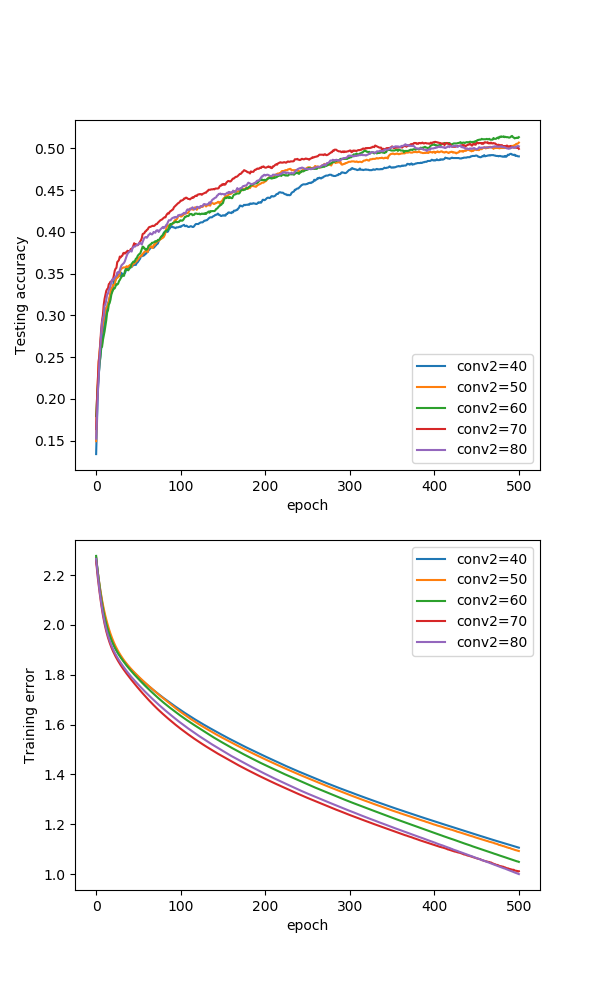 0.50
0.45
0.40
0.35
0.30
0.25
0.20
0.15
Testing accuracy
conv2=40
conv2=50
conv2=60
conv2=70
conv2=80
0 100 200 300 400 500
epoch
2.2
2.0
1.8
1.6
1.4
1.2
1.0
Training error
conv2=40
conv2=50
conv2=60
conv2=70
conv2=80
0 100 200 300 400 500
epoch